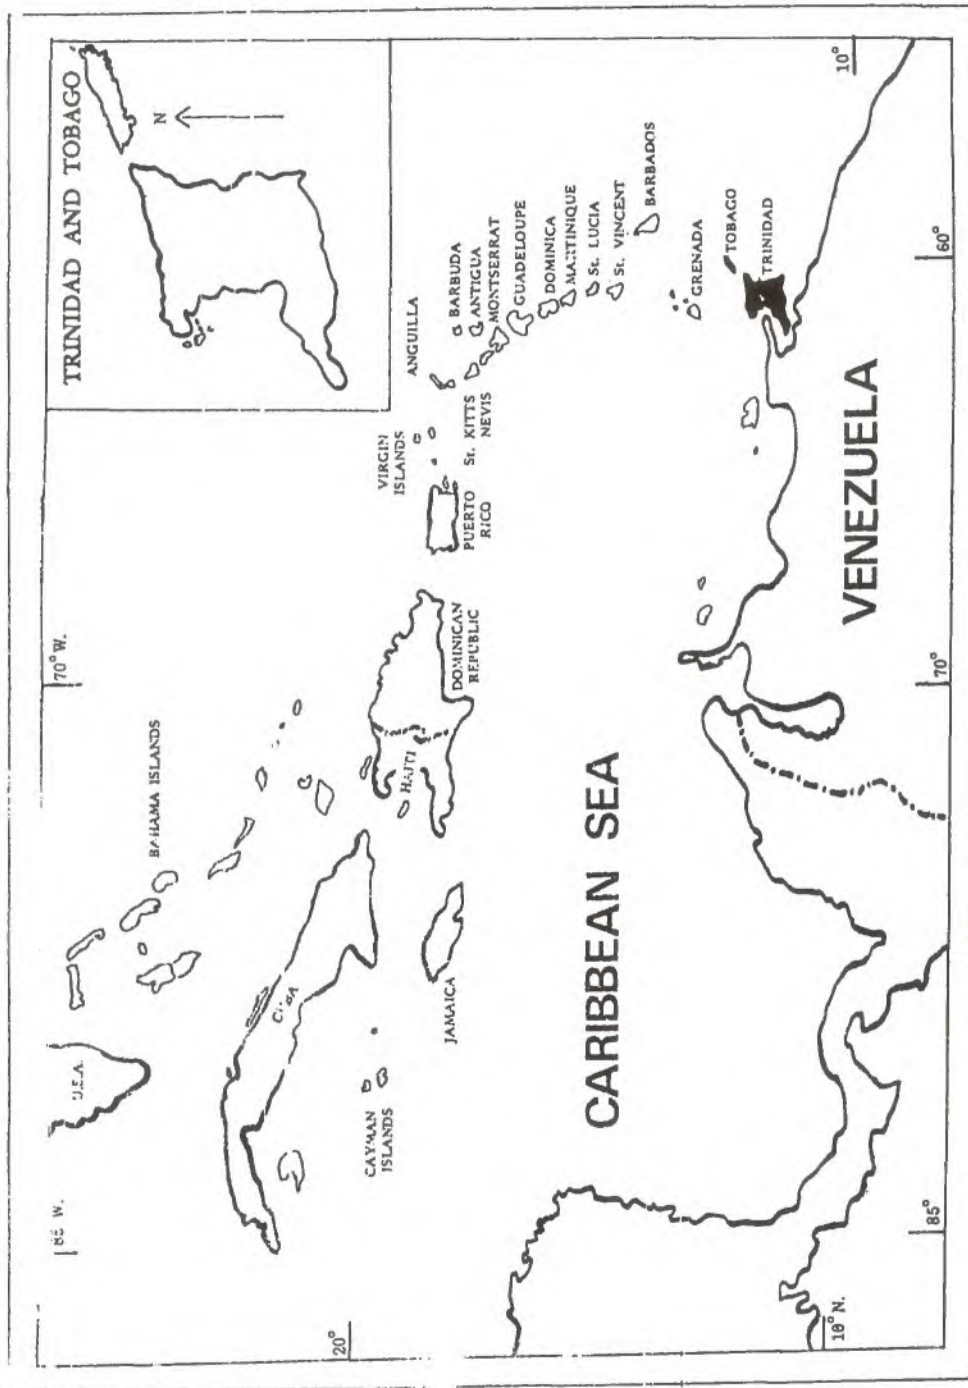 TRINIDAD AND TOBAGO
N
85 W.
70° W.
U.S.A.
BAHAMA ISLANDS
20°
CUBA
CAYMAN
ISLANDS
JAMAICA
HAITI
DOMINICAN
REPUBLIC
PUERTO
RICO
VIRGIN
ISLANDS
ANGUILLA
St. KITTS
NEVIS
BARBUDA
ANTIGUA
MONTSERRAT
GUADELOUPE
DOMINICA
MARTINIQUE
St. LUCIA
St. VINCENT
BARBADOS
GRENADA
TOBAGO
TRINIDAD
CARIBBEAN SEA
VENEZUELA
10° N.
10°
85°
70°
60°